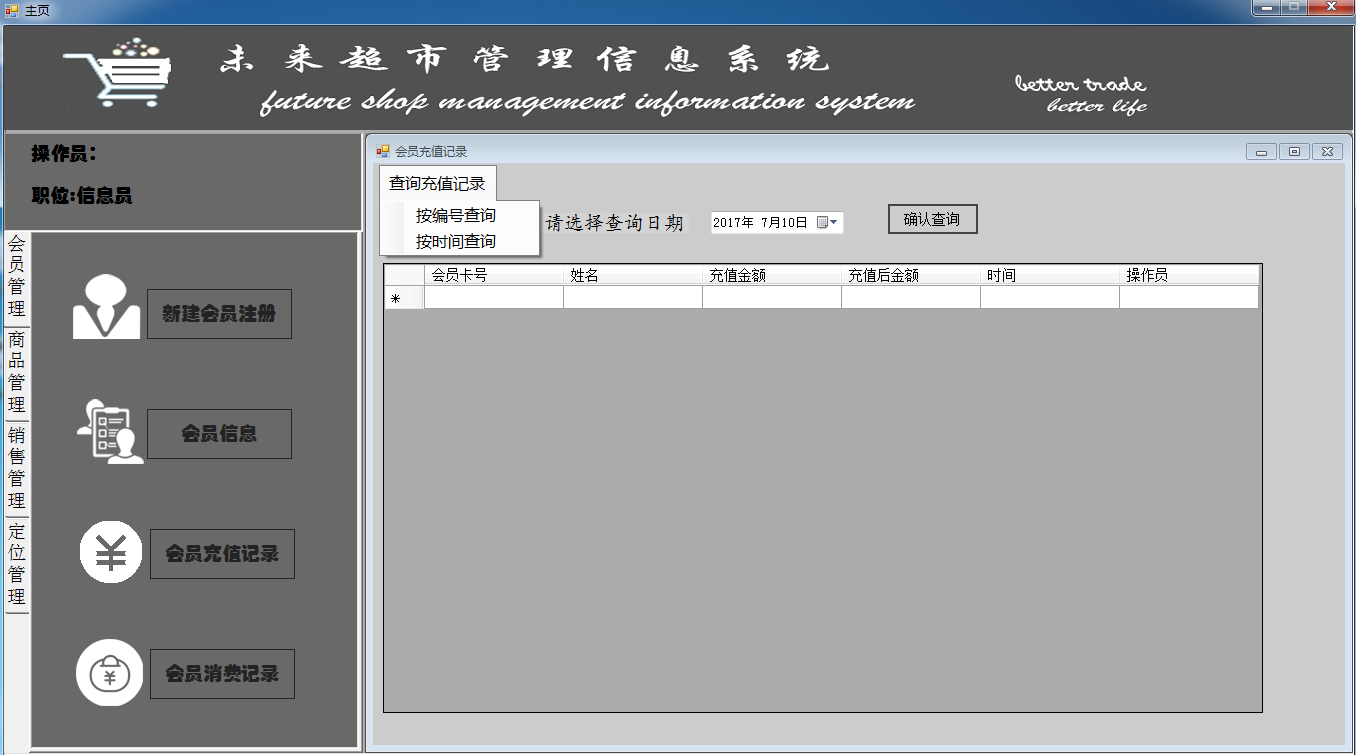 主页
未来超市管理信息系统
future shop management information system
better trade
better life
操作员：
职位:信息员
会员管理
商品管理
销售管理
定位管理
新建会员注册
会员信息
会员充值记录
会员消费记录
会员充值记录
查询充值记录
按编号查询
按时间查询
请选择查询日期 2017年 7月10日 确认查询
会员卡号 姓名 充值金额 充值后金额 时间 操作员